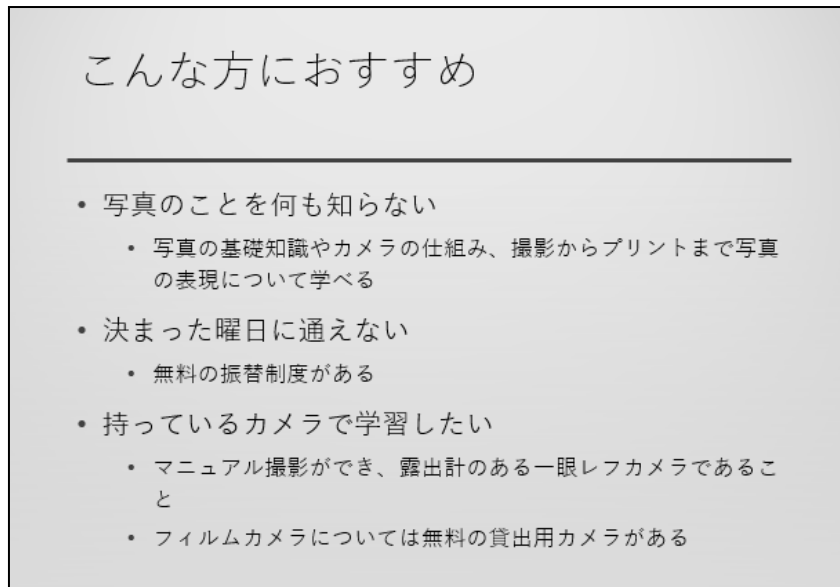 こんな方におすすめ
• 写真のことを何も知らない
• 写真の基礎知識やカメラの仕組み、撮影からプリントまで写真
の表現について学べる
• 決まった曜日に通えない
• 無料の振替制度がある
• 持っているカメラで学習したい
• マニュアル撮影ができ、露出計のある一眼レフカメラであるこ
と
• フィルムカメラについては無料の貸出用カメラがある